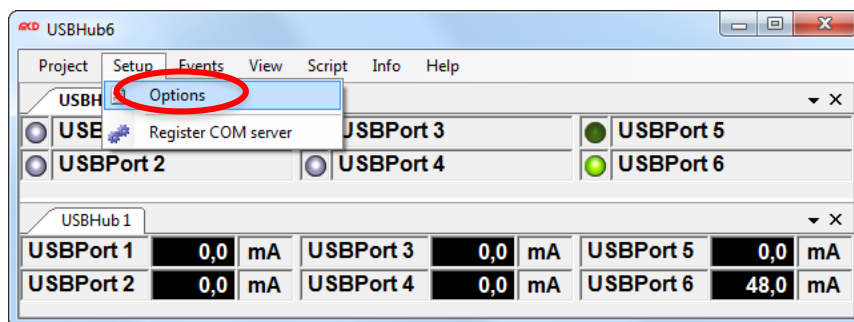 USBHub6
Project Setup Events View Script Info Help
Options
Register COM server
USBH
USB USBPort 3 USBPort 5
USBPort 2 USBPort 4 USBPort 6
USBHub 1
USBPort 1 0,0 mA USBPort 3 0,0 mA USBPort 5 0,0 mA
USBPort 2 0,0 mA USBPort 4 0,0 mA USBPort 6 48,0 mA